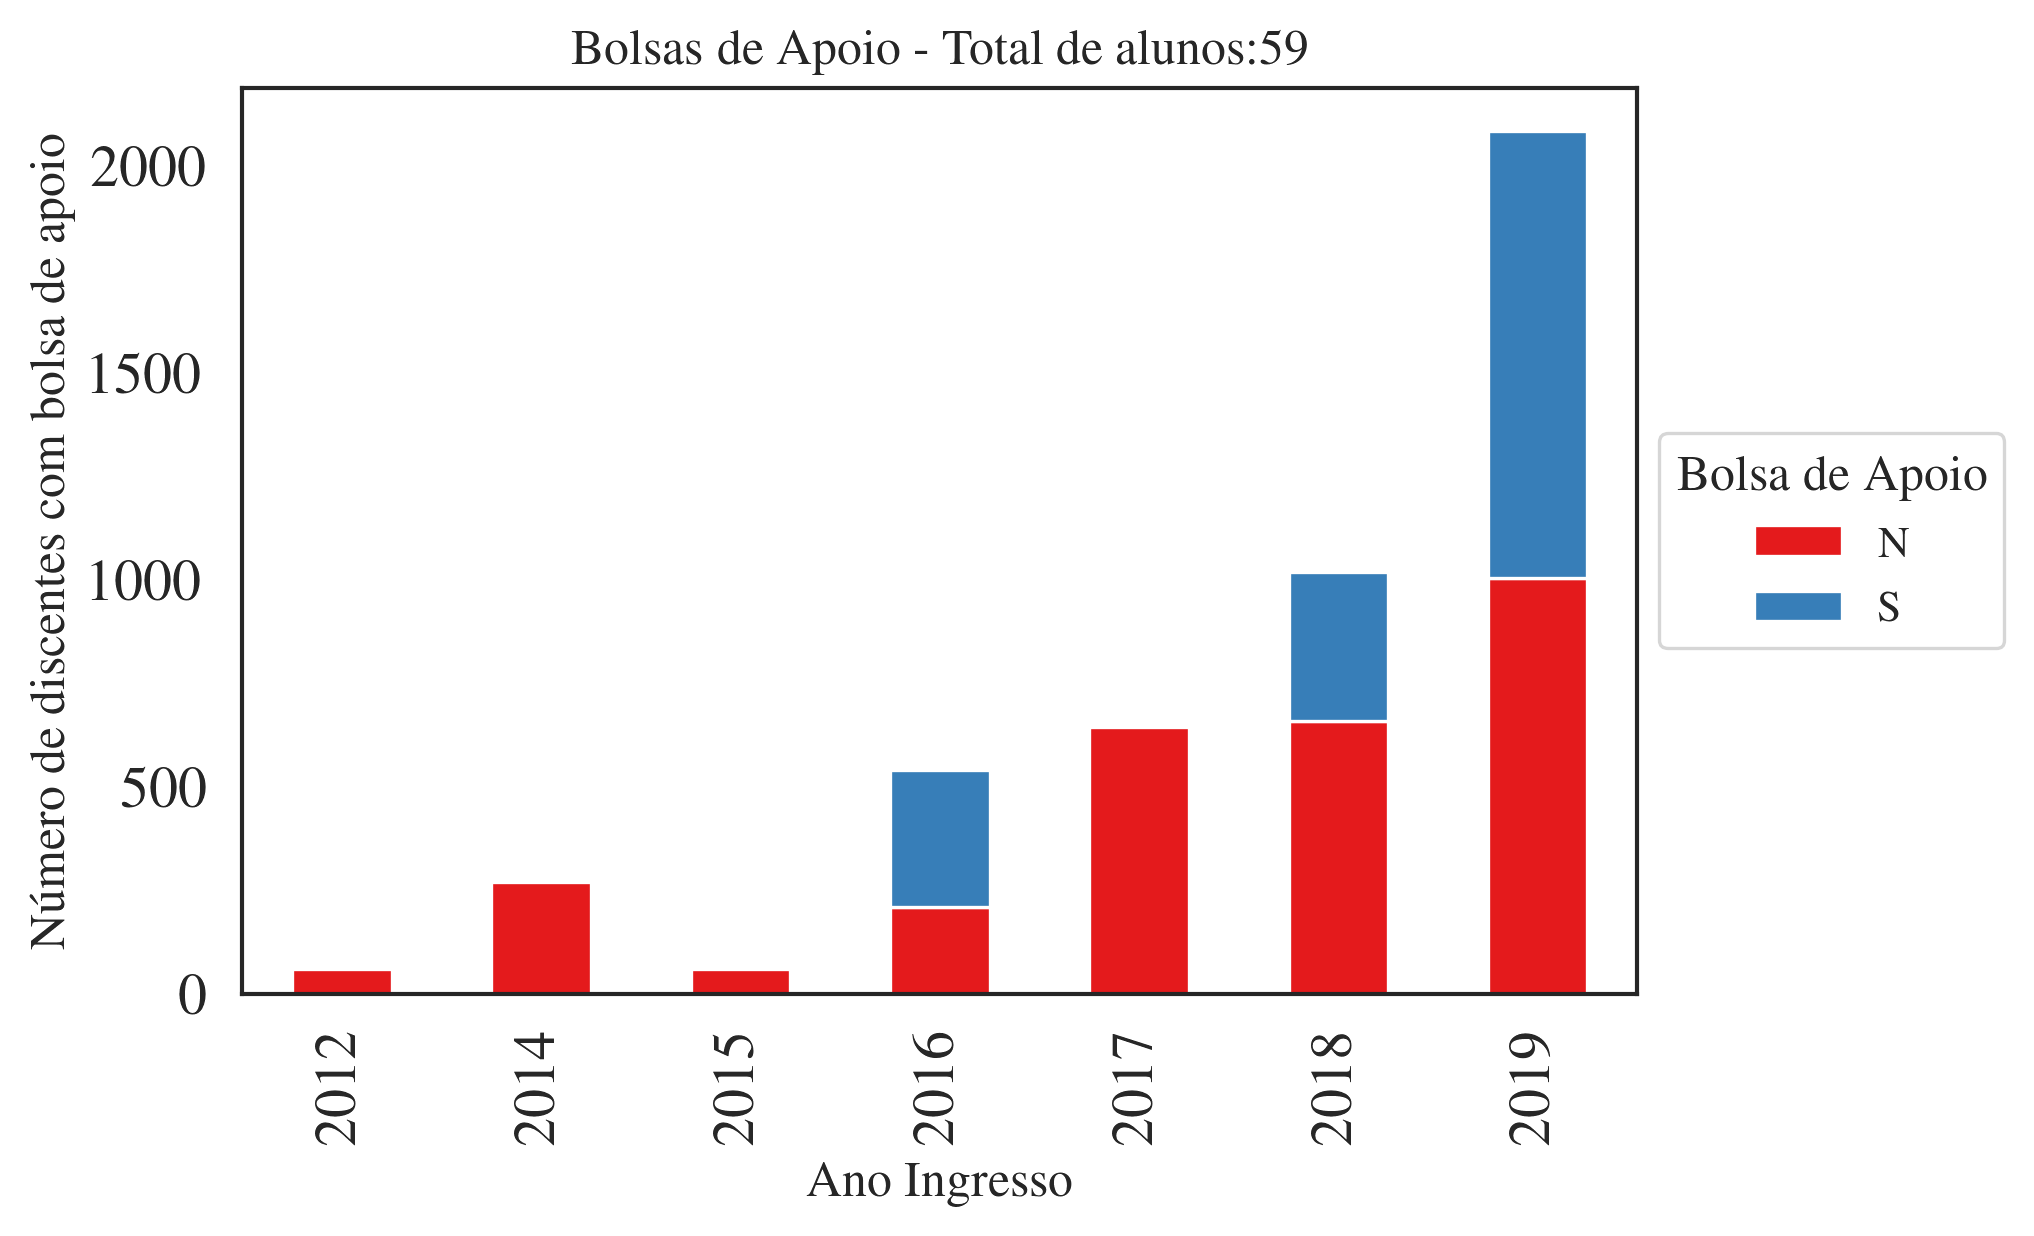 Bolsas de Apoio - Total de alunos:59
Número de discentes com bolsa de apoio
2000
1500
1000
500
0
2012
2014
2015
2016
2017
2018
2019
Ano Ingresso
Bolsa de Apoio
N
S